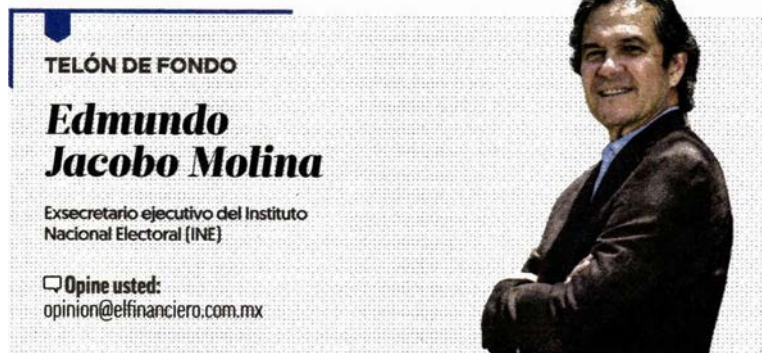 TELÓN DE FONDO
Edmundo
Jacobo Molina
Exsecretario ejecutivo del Instituto
Nacional Electoral (INE)
Opine usted:
opinion@elfinanciero.com.mx